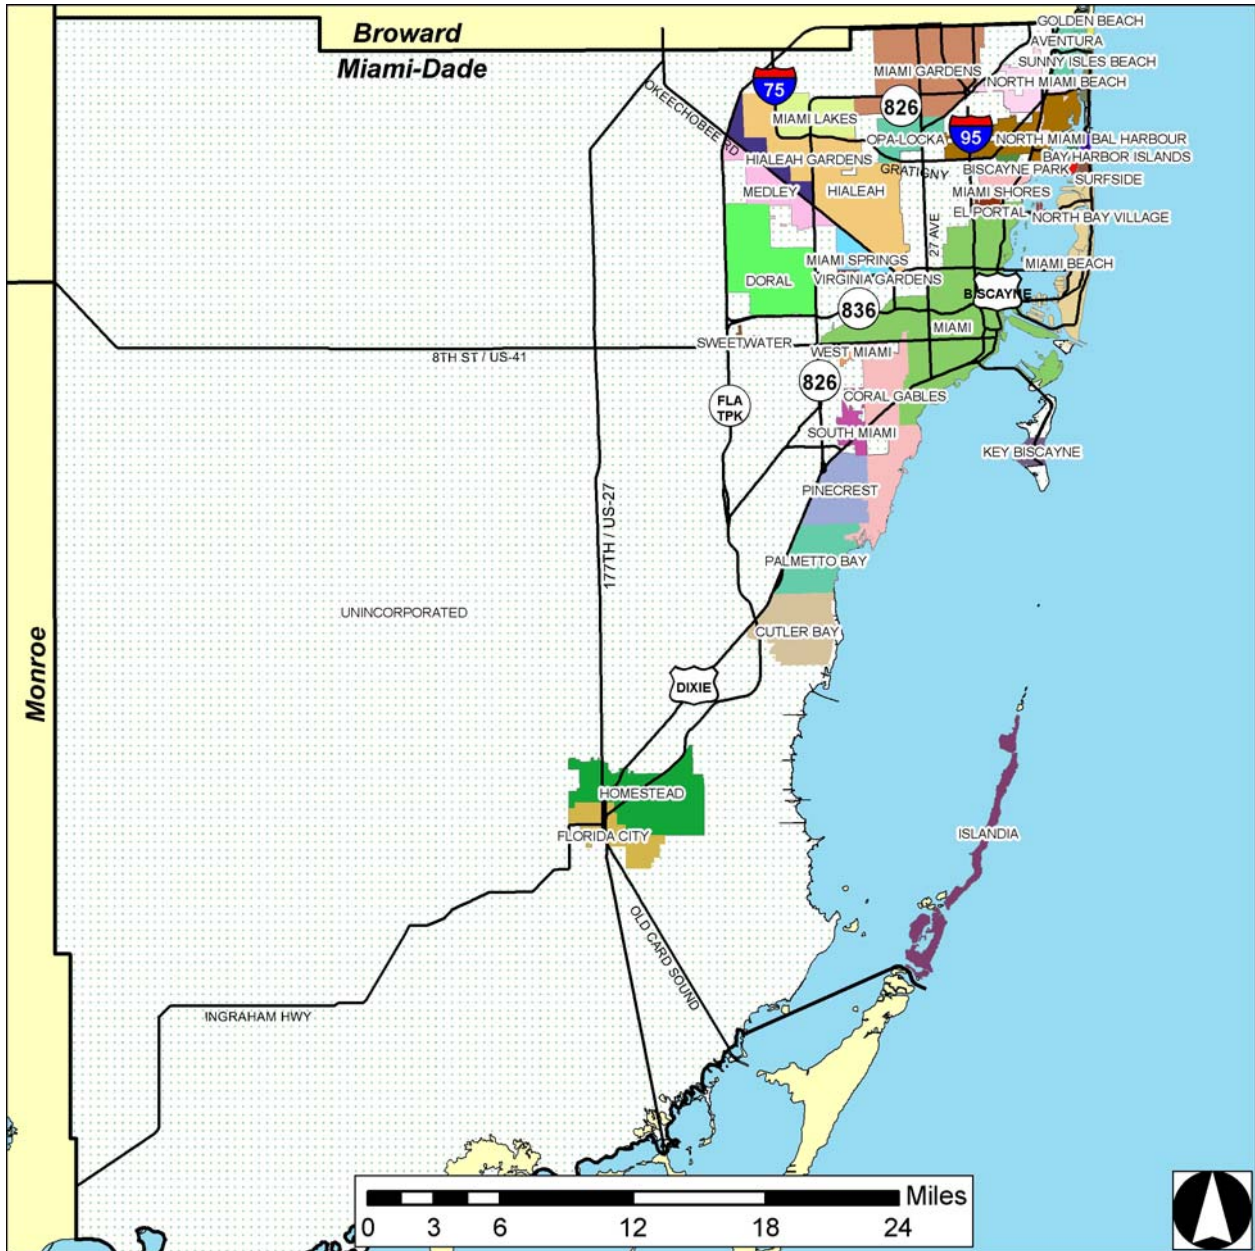 Broward
Miami-Dade
GOLDEN BEACH
AVENTURA
SUNNY ISLES BEACH
MIAMI GARDENS
NORTH MIAMI BEACH
75
OKEECHOBEE RD
826
MIAMI LAKES
OPA-LOCKA
95
NORTH MIAMI
BAL HARBOUR
HIALEAH GARDENS
BAY HARBOR ISLANDS
GRATIGNY
BISCAYNE PARK
SURFSIDE
MEDLEY
HIALEAH
MIAMI SHORES
EL PORTAL
NORTH BAY VILLAGE
27 AVE
MIAMI SPRINGS
MIAMI BEACH
DORAL
VIRGINIA GARDENS
BISCAYNE
836
MIAMI
SWEETWATER
WEST MIAMI
8TH ST / US-41
826
FLA
TPK
CORAL GABLES
SOUTH MIAMI
KEY BISCAYNE
PINECREST
177TH / US-27
PALMETTO BAY
UNINCORPORATED
CUTLER BAY
Monroe
DIXIE
HOMESTEAD
FLORIDA CITY
ISLANDIA
OLD CARD SOUND
INGRAHAM HWY
Miles
0 3 6 12 18 24